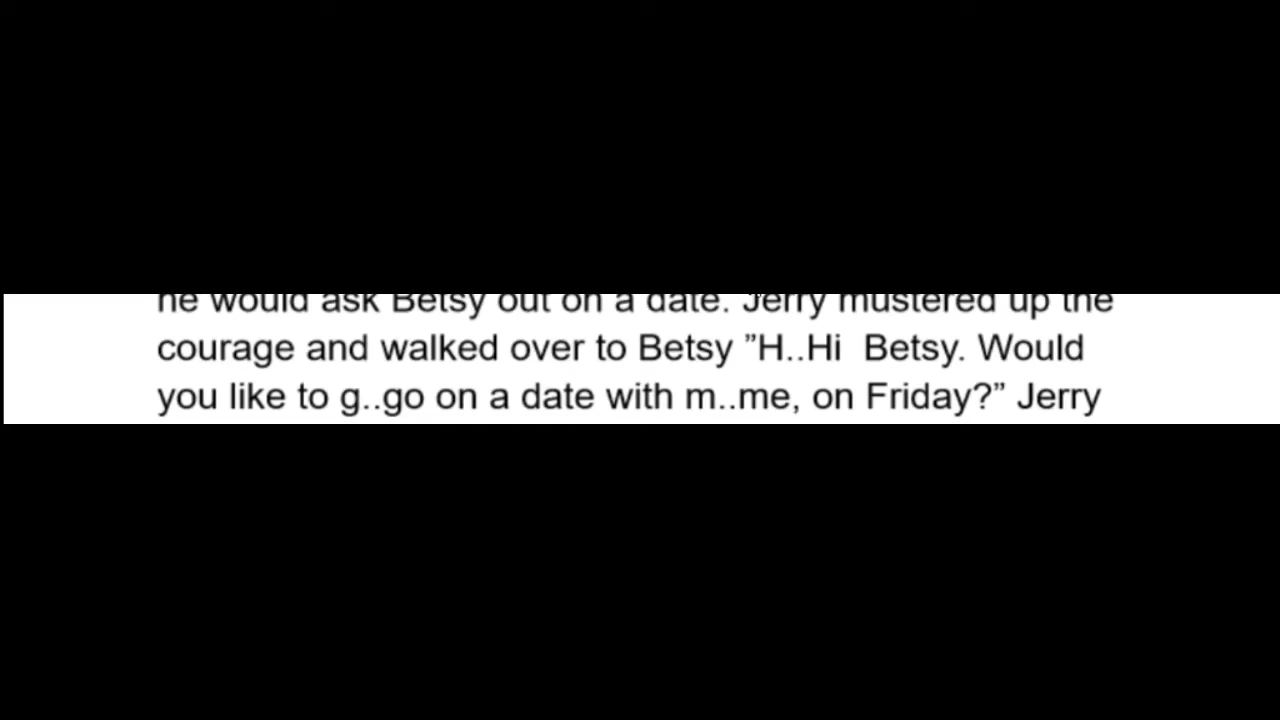 he would ask Betsy out on a date. Jerry mustered up the
courage and walked over to Betsy ”H..Hi  Betsy. Would
you like to g..go on a date with m..me, on Friday?” Jerry